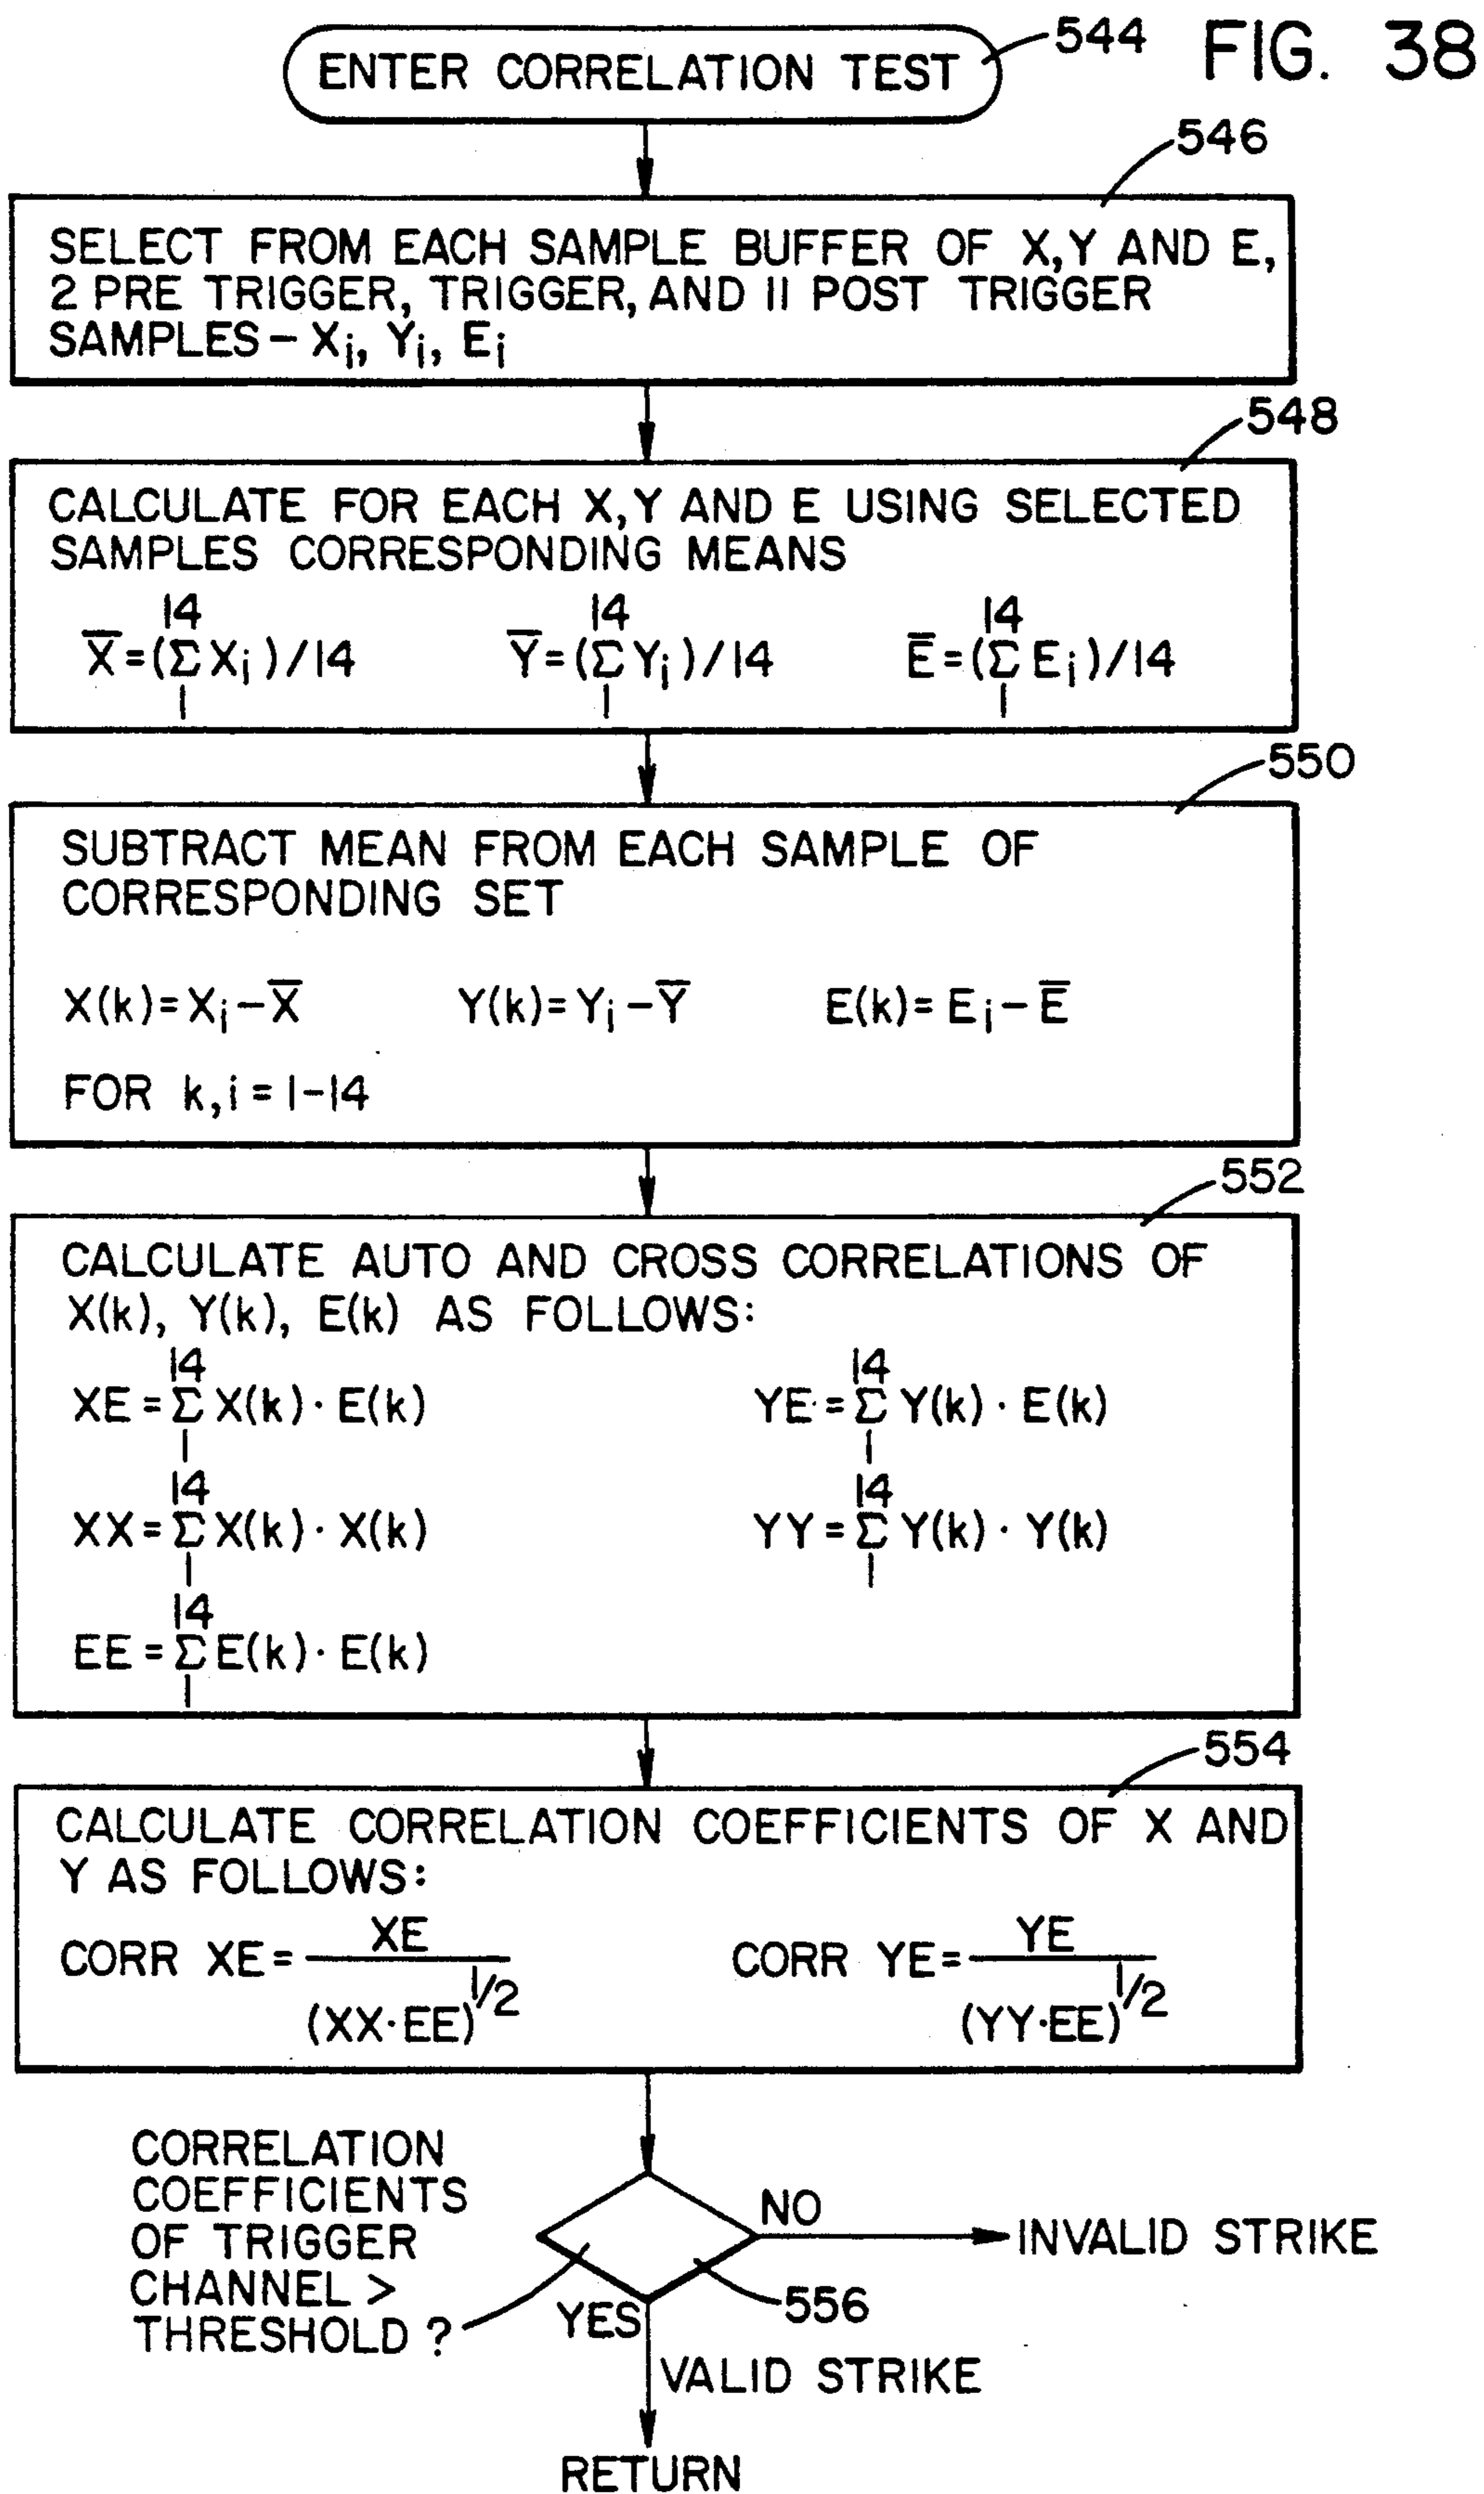 ENTER CORRELATION TEST
544
FIG. 38
546
SELECT FROM EACH SAMPLE BUFFER OF X,Y AND E,
2 PRE TRIGGER, TRIGGER, AND 11 POST TRIGGER
SAMPLES – Xi, Yi, Ei
548
CALCULATE FOR EACH X,Y AND E USING SELECTED
SAMPLES CORRESPONDING MEANS
14 14 14
X̅=(Σ Xi)/14 Y̅=(Σ Yi)/14 E̅=(Σ Ei)/14
1 1 1
550
SUBTRACT MEAN FROM EACH SAMPLE OF
CORRESPONDING SET
X(k)=Xi–X̅ Y(k)=Yi–Y̅ E(k)=Ei–E̅
FOR k,i=1–14
552
CALCULATE AUTO AND CROSS CORRELATIONS OF
X(k), Y(k), E(k) AS FOLLOWS:
14 14
XE=Σ X(k)·E(k) YE=Σ Y(k)·E(k)
1 1
14 14
XX=Σ X(k)·X(k) YY=Σ Y(k)·Y(k)
1 1
14
EE=Σ E(k)·E(k)
1
554
CALCULATE CORRELATION COEFFICIENTS OF X AND
Y AS FOLLOWS:
XE YE
CORR XE= CORR YE=
(XX·EE)1/2 (YY·EE)1/2
CORRELATION
COEFFICIENTS
OF TRIGGER
CHANNEL >
THRESHOLD ?
NO
INVALID STRIKE
556
YES
VALID STRIKE
RETURN